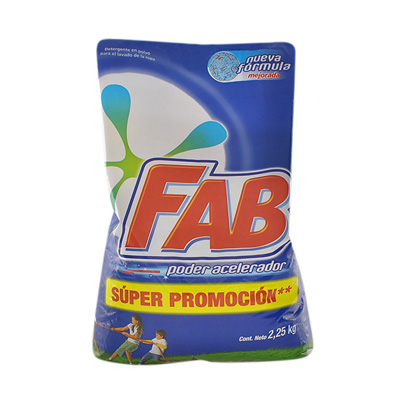 Detergente en polvo
para el lavado de la ropa
nueva
fórmula
mejorada
FAB
poder acelerador
SÚPER PROMOCIÓN**
Cont. Neto 2,25 kg